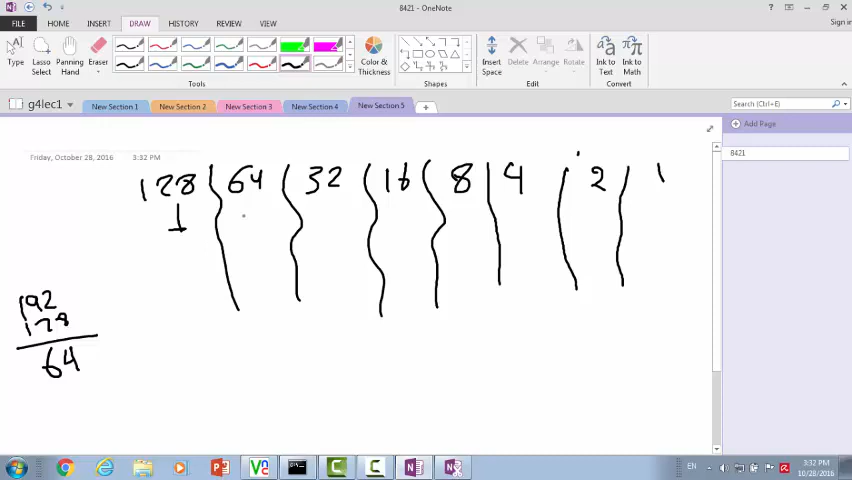 8421 - OneNote
FILE HOME INSERT DRAW HISTORY REVIEW VIEW
Sign in
Type Lasso Select Panning Hand Eraser Color & Thickness Insert Space Delete Arrange Rotate Ink to Text Ink to Math
Tools Shapes Edit Convert
g4lec1 New Section 1 New Section 2 New Section 3 New Section 4 New Section 5
Search (Ctrl+E)
Add Page
8421
Friday, October 28, 2016 3:32 PM
128 64 32 16 8 4 2 1
1
192
128
64
EN 3:32 PM
10/28/2016